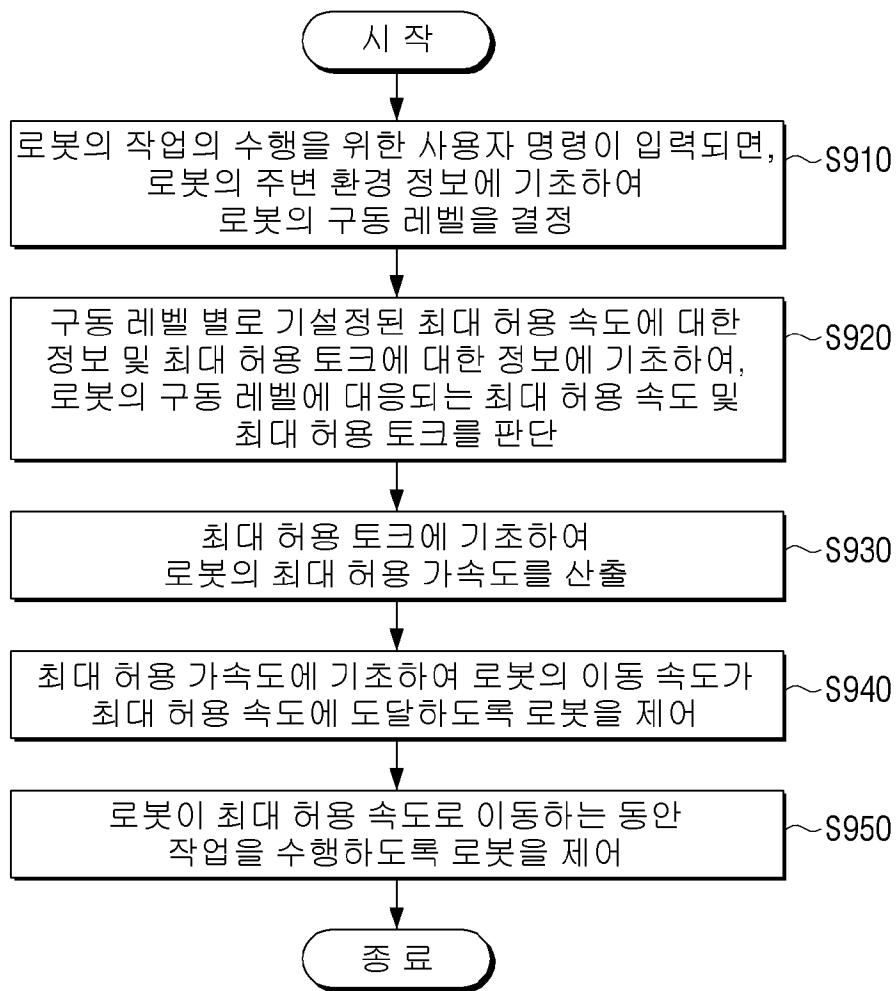 시 작
로봇의 작업의 수행을 위한 사용자 명령이 입력되면,
로봇의 주변 환경 정보에 기초하여
로봇의 구동 레벨을 결정
S910
구동 레벨 별로 기설정된 최대 허용 속도에 대한
정보 및 최대 허용 토크에 대한 정보에 기초하여,
로봇의 구동 레벨에 대응되는 최대 허용 속도 및
최대 허용 토크를 판단
S920
최대 허용 토크에 기초하여
로봇의 최대 허용 가속도를 산출
S930
최대 허용 가속도에 기초하여 로봇의 이동 속도가
최대 허용 속도에 도달하도록 로봇을 제어
S940
로봇이 최대 허용 속도로 이동하는 동안
작업을 수행하도록 로봇을 제어
S950
종 료